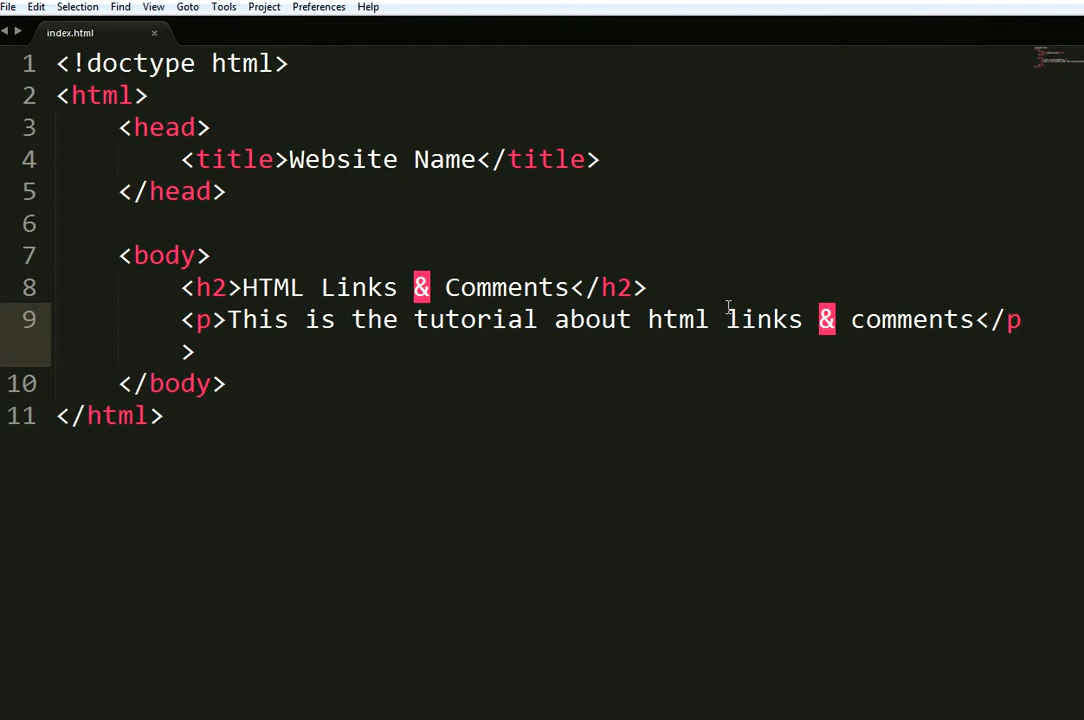 File Edit Selection Find View Goto Tools Project Preferences Help
index.html ×
1 <!doctype html>
2 <html>
3 <head>
4 <title>Website Name</title>
5 </head>
6
7 <body>
8 <h2>HTML Links & Comments</h2>
9 <p>This is the tutorial about html links & comments</p
>
10 </body>
11 </html>